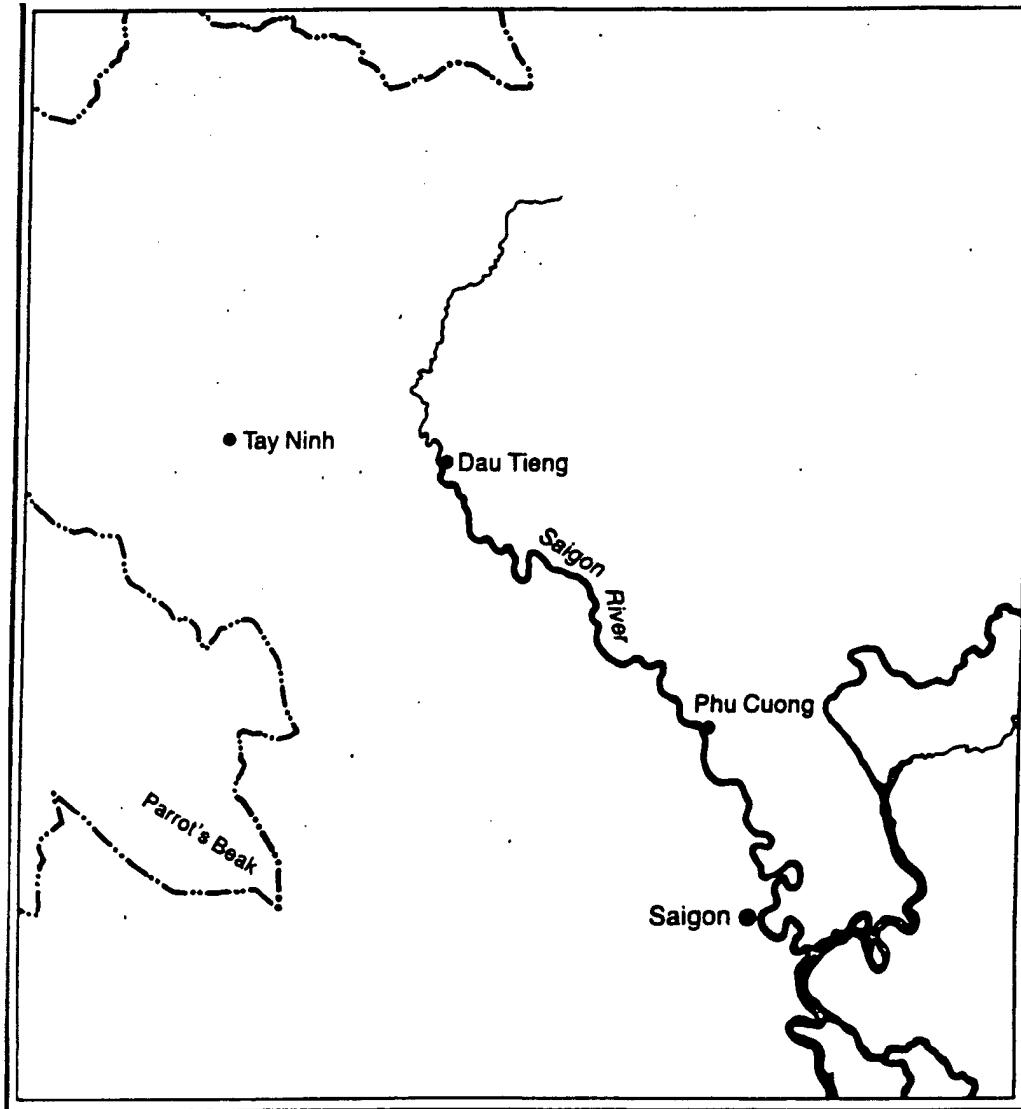 Tay Ninh
Dau Tieng
Saigon
River
Phu Cuong
Parrot's Beak
Saigon